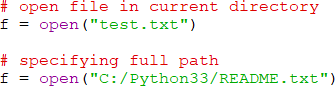 # open file in current directory
f = open("test.txt")
# specifying full path
f = open("C:/Python33/README.txt")